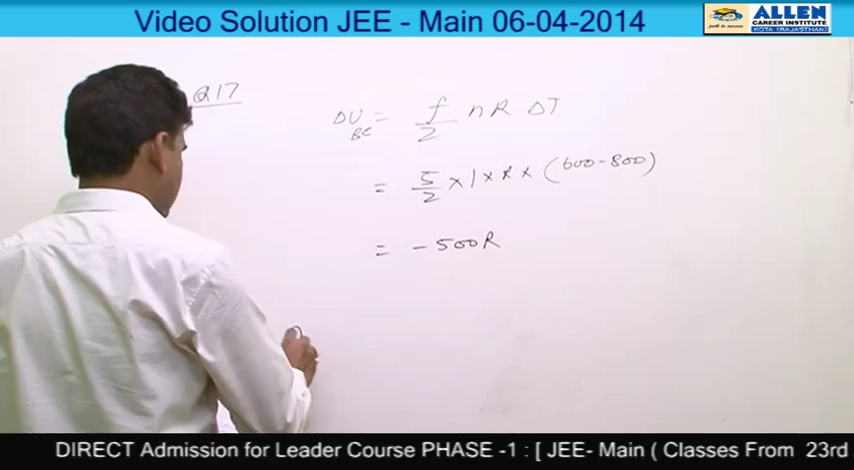 Video Solution JEE - Main 06-04-2014
ALLEN
CAREER INSTITUTE
KOTA (RAJASTHAN)
Q17
ΔU_BC = f/2 n R ΔT
= 5/2 × 1 × R × (600-800)
= -500R
DIRECT Admission for Leader Course PHASE -1 : [ JEE- Main ( Classes From 23rd